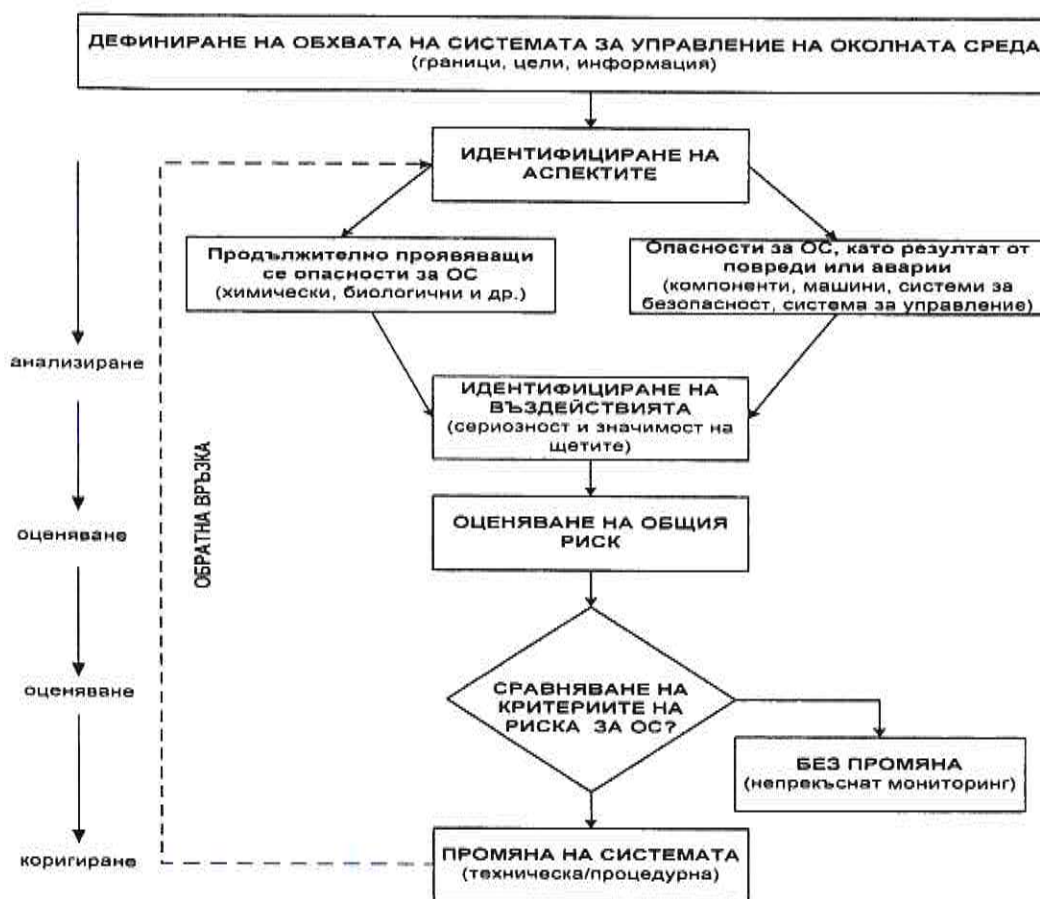 ДЕФИНИРАНЕ НА ОБХВАТА НА СИСТЕМАТА ЗА УПРАВЛЕНИЕ НА ОКОЛНАТА СРЕДА
(граници, цели, информация)
ИДЕНТИФИЦИРАНЕ НА
АСПЕКТИТЕ
Продължително проявяващи
се опасности за ОС
(химически, биологични и др.)
Опасности за ОС, като резултат от
повреди или аварии
(компоненти, машини, системи за
безопасност, система за управление)
анализиране
ИДЕНТИФИЦИРАНЕ НА
ВЪЗДЕЙСТВИЯТА
(сериозност и значимост на
щетите)
ОБРАТНА ВРЪЗКА
оценяване
ОЦЕНЯВАНЕ НА ОБЩИЯ
РИСК
оценяване
СРАВНЯВАНЕ НА
КРИТЕРИИТЕ НА
РИСКА ЗА ОС?
БЕЗ ПРОМЯНА
(непрекъснат мониторинг)
коригиране
ПРОМЯНА НА СИСТЕМАТА
(техническа/процедурна)